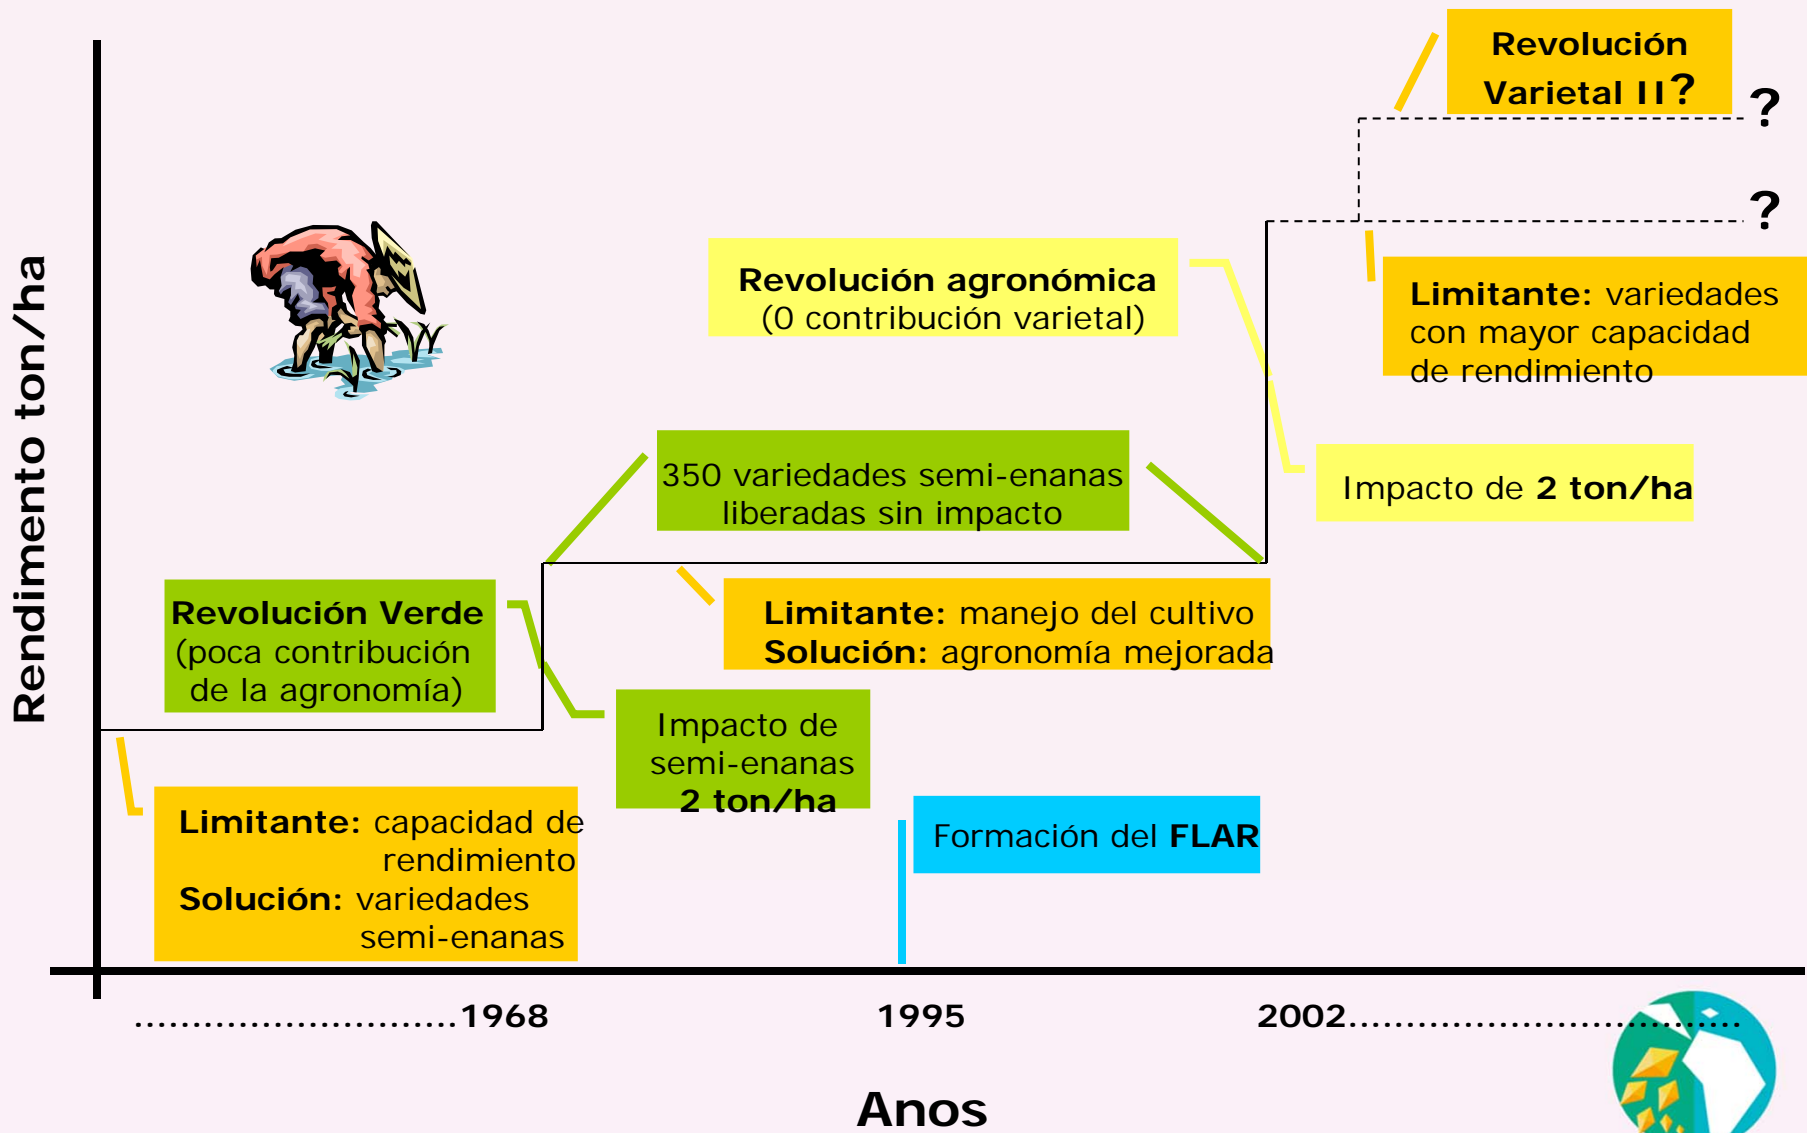 Revolución
Varietal II?
?
?
Rendimento ton/ha
Revolución agronómica
(0 contribución varietal)
Limitante: variedades
con mayor capacidad
de rendimiento
350 variedades semi-enanas
liberadas sin impacto
Impacto de 2 ton/ha
Revolución Verde
(poca contribución
de la agronomía)
Limitante: manejo del cultivo
Solución: agronomía mejorada
Impacto de
semi-enanas
2 ton/ha
Limitante: capacidad de
rendimiento
Solución: variedades
semi-enanas
Formación del FLAR
............................1968
1995
2002..................................
Anos